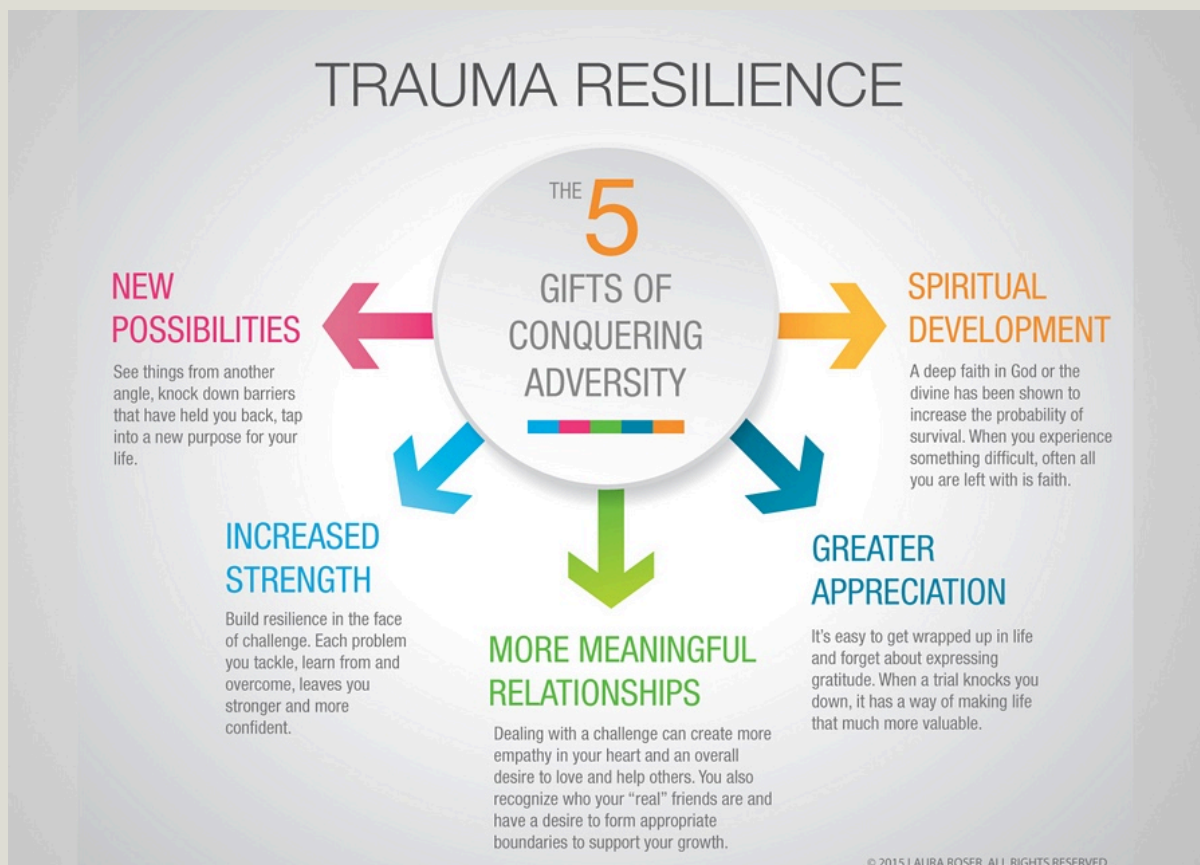 TRAUMA RESILIENCE
THE 5
GIFTS OF
CONQUERING
ADVERSITY
NEW
POSSIBILITIES
See things from another
angle, knock down barriers
that have held you back, tap
into a new purpose for your
life.
INCREASED
STRENGTH
Build resilience in the face
of challenge. Each problem
you tackle, learn from and
overcome, leaves you
stronger and more
confident.
MORE MEANINGFUL
RELATIONSHIPS
Dealing with a challenge can create more
empathy in your heart and an overall
desire to love and help others. You also
recognize who your “real” friends are and
have a desire to form appropriate
boundaries to support your growth.
GREATER
APPRECIATION
It's easy to get wrapped up in life
and forget about expressing
gratitude. When a trial knocks you
down, it has a way of making life
that much more valuable.
SPIRITUAL
DEVELOPMENT
A deep faith in God or the
divine has been shown to
increase the probability of
survival. When you experience
something difficult, often all
you are left with is faith.
© 2015 LAURA ROSER. ALL RIGHTS RESERVED.